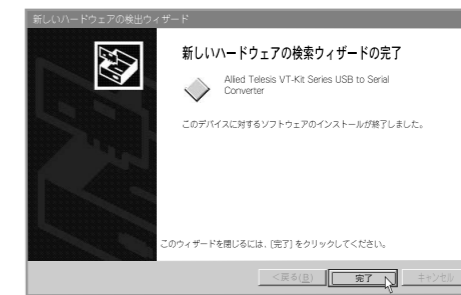 新しいハードウェアの検出ウィザード
新しいハードウェアの検索ウィザードの完了
Allied Telesis VT-Kit Series USB to Serial
Converter
このデバイスに対するソフトウェアのインストールが終了しました。
このウィザードを閉じるには、[完了] をクリックしてください。
<戻る(B) 完了 キャンセル